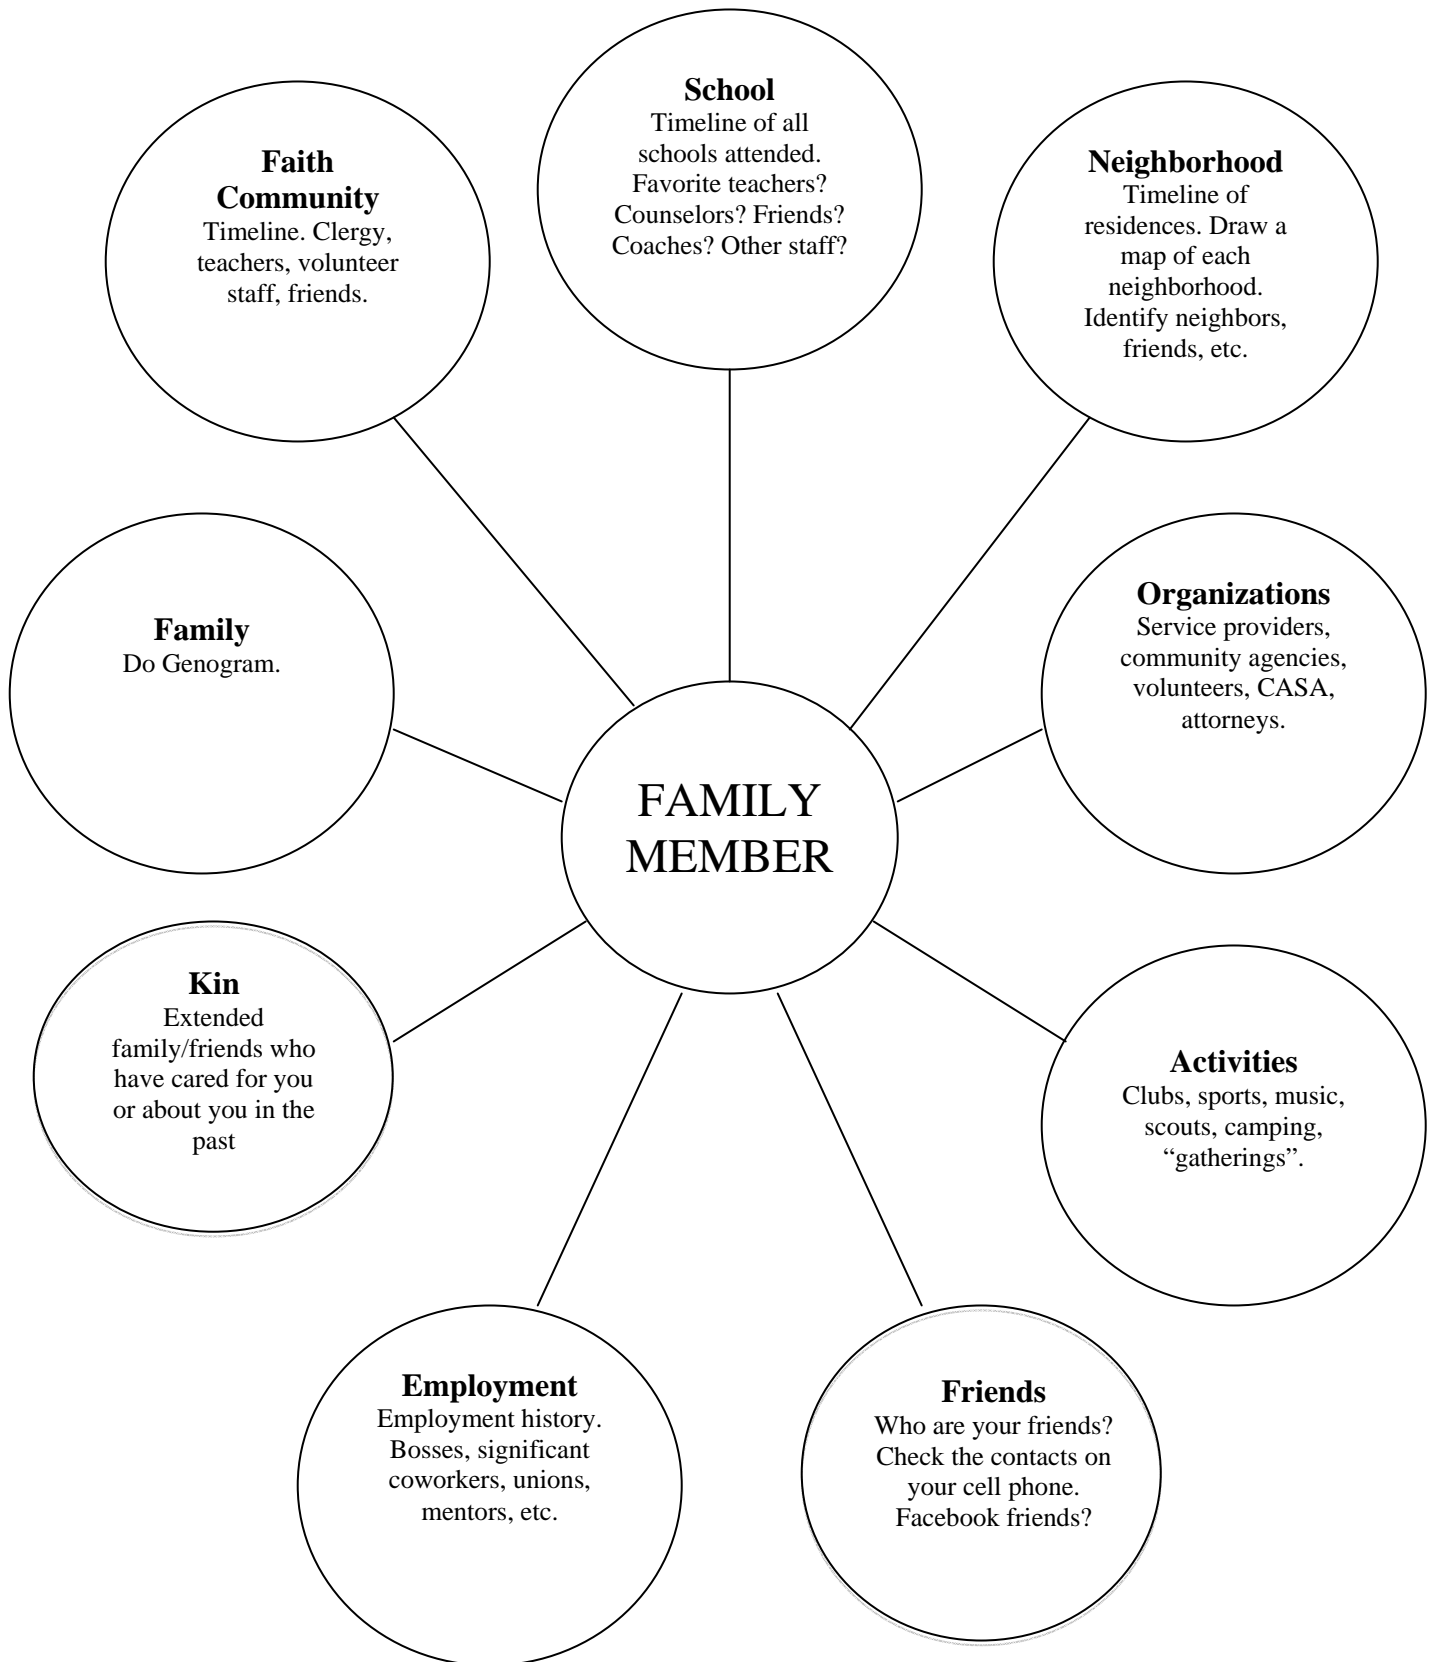 School
Timeline of all
schools attended.
Favorite teachers?
Counselors? Friends?
Coaches? Other staff?
Faith
Community
Timeline. Clergy,
teachers, volunteer
staff, friends.
Neighborhood
Timeline of
residences. Draw a
map of each
neighborhood.
Identify neighbors,
friends, etc.
Family
Do Genogram.
Organizations
Service providers,
community agencies,
volunteers, CASA,
attorneys.
FAMILY
MEMBER
Kin
Extended
family/friends who
have cared for you
or about you in the
past
Activities
Clubs, sports, music,
scouts, camping,
“gatherings”.
Employment
Employment history.
Bosses, significant
coworkers, unions,
mentors, etc.
Friends
Who are your friends?
Check the contacts on
your cell phone.
Facebook friends?